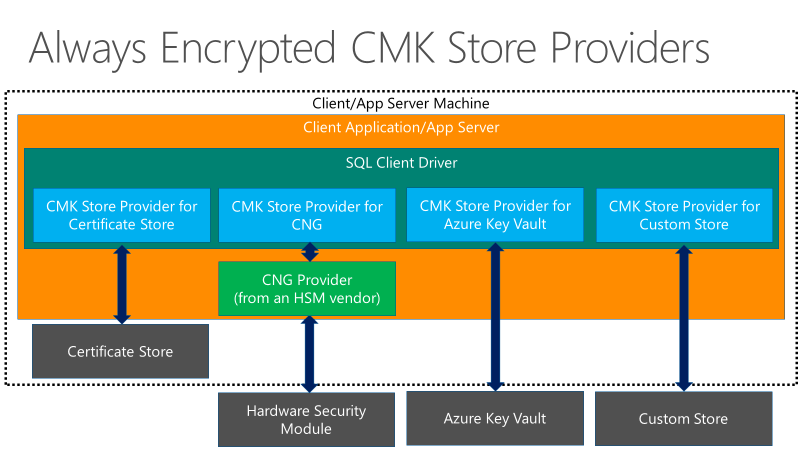 Always Encrypted CMK Store Providers
Client/App Server Machine
Client Application/App Server
SQL Client Driver
CMK Store Provider for
Certificate Store
CMK Store Provider for
CNG
CMK Store Provider for
Azure Key Vault
CMK Store Provider for
Custom Store
CNG Provider
(from an HSM vendor)
Certificate Store
Hardware Security
Module
Azure Key Vault
Custom Store